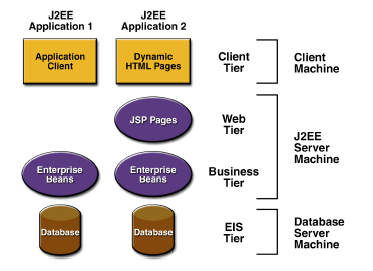 J2EE
Application 1
J2EE
Application 2
Application
Client
Dynamic
HTML Pages
Client
Tier
Client
Machine
JSP Pages
Web
Tier
J2EE
Server
Machine
Enterprise
Beans
Enterprise
Beans
Business
Tier
Database
Database
EIS
Tier
Database
Server
Machine